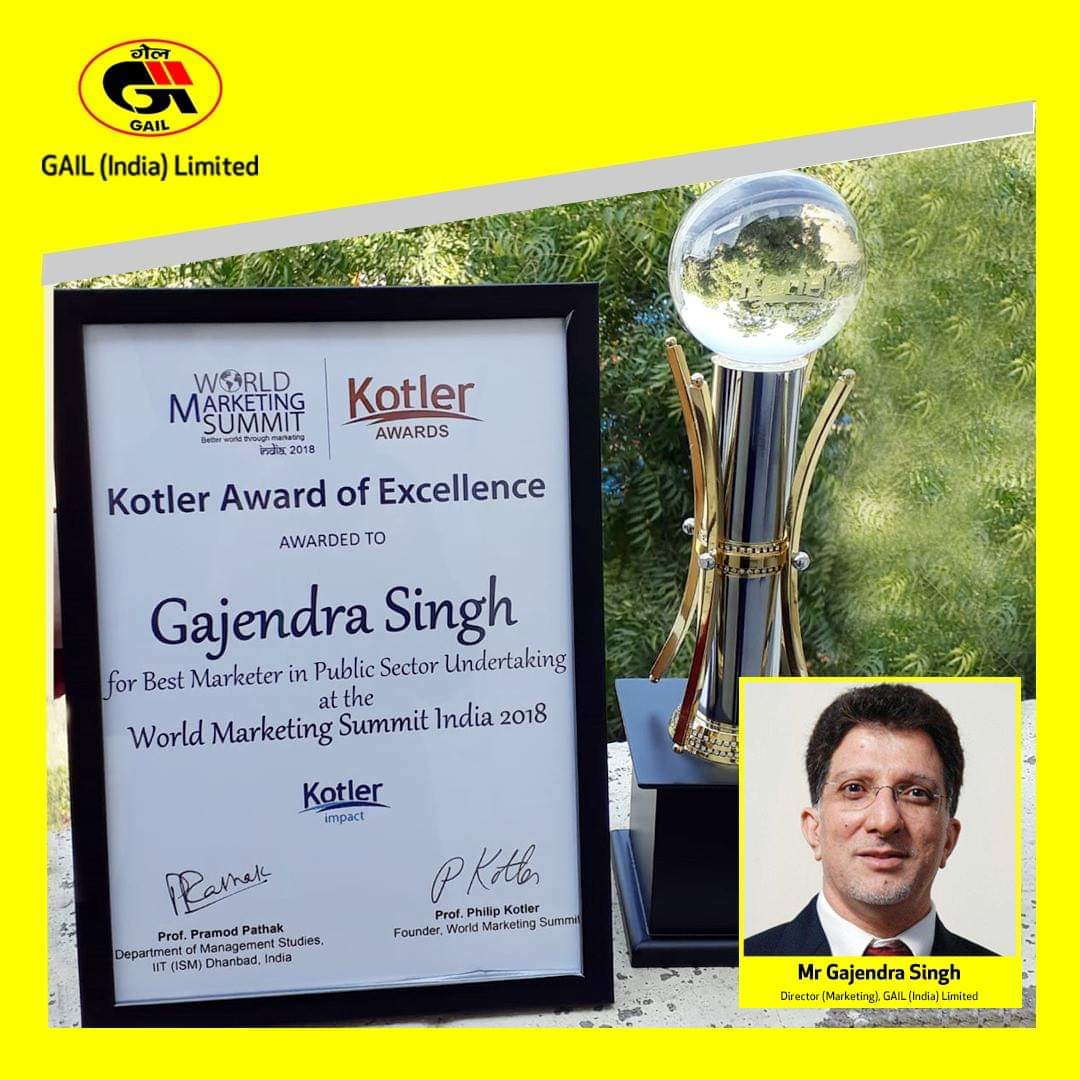 गेल
GAIL
GAIL (India) Limited
WORLD
MARKETING
SUMMIT
Better world through marketing
india, 2018
Kotler
AWARDS
Kotler Award of Excellence
AWARDED TO
Gajendra Singh
for Best Marketer in Public Sector Undertaking
at the
World Marketing Summit India 2018
Kotler
impact
P Kotler
Prof. Pramod Pathak
Department of Management Studies,
IIT (ISM) Dhanbad, India
Prof. Philip Kotler
Founder, World Marketing Summit
Mr Gajendra Singh
Director (Marketing), GAIL (India) Limited